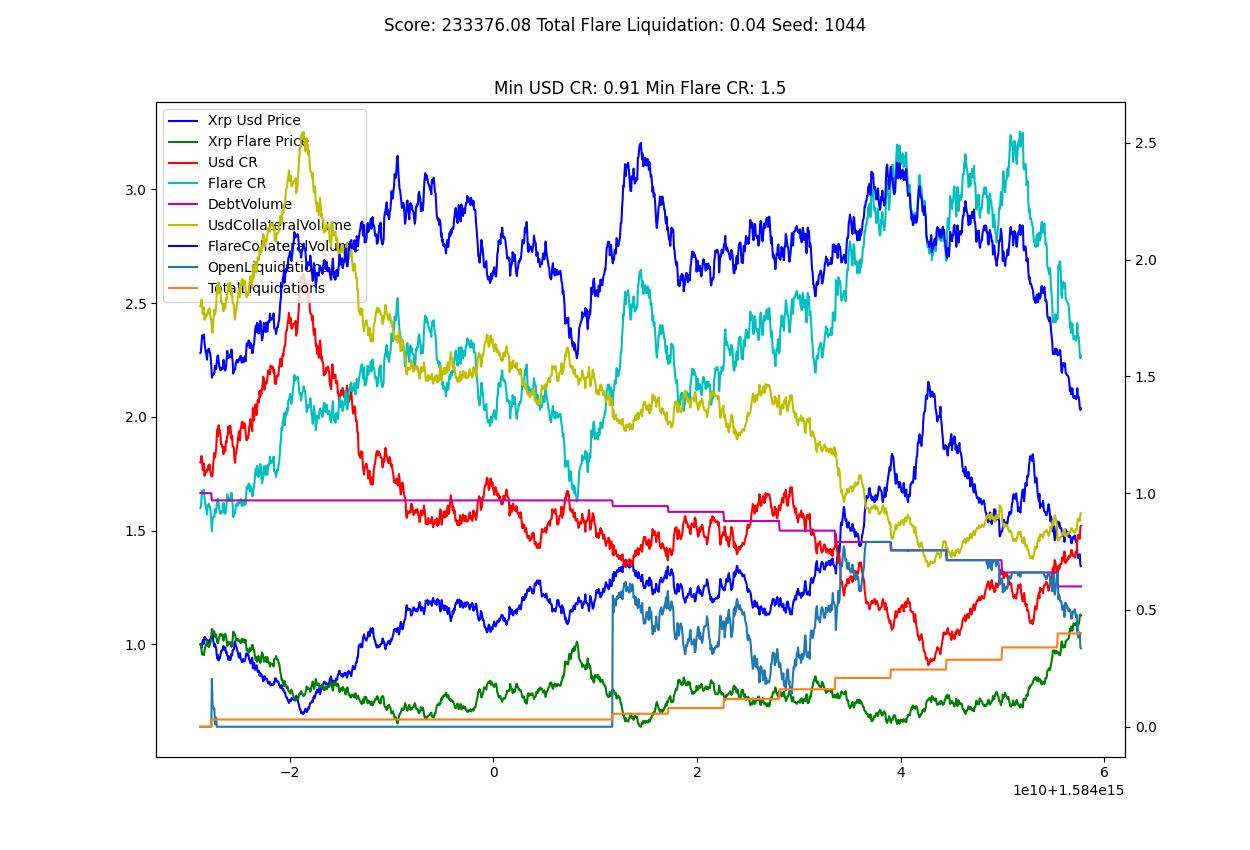 Score: 233376.08 Total Flare Liquidation: 0.04 Seed: 1044
Min USD CR: 0.91 Min Flare CR: 1.5
Xrp Usd Price
Xrp Flare Price
Usd CR
Flare CR
DebtVolume
UsdCollateralVolume
FlareCollateralVolume
OpenLiquidations
TotalLiquidations
3.0
2.5
2.0
1.5
1.0
2.5
2.0
1.5
1.0
0.5
0.0
−2 0 2 4 6
1e10+1.584e15